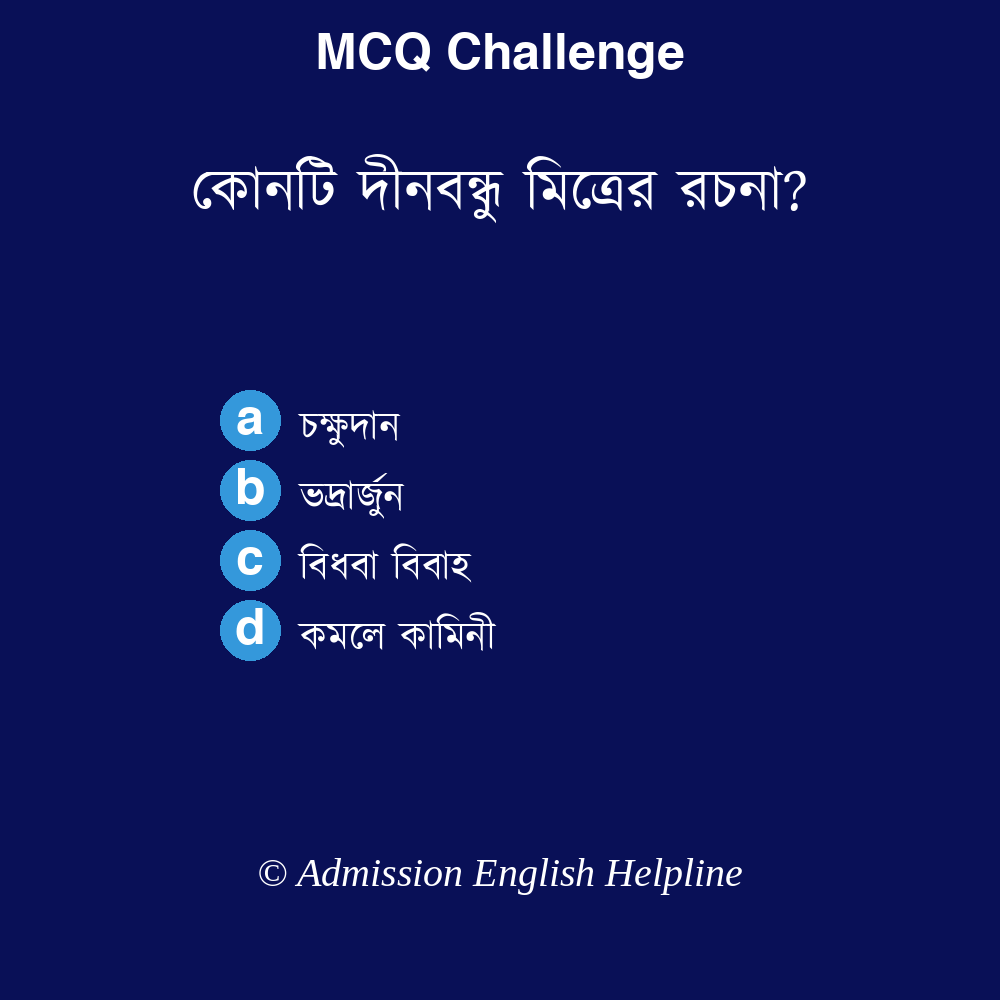 MCQ Challenge
কোনটি দীনবন্ধু মিত্রের রচনা?
a চক্ষুদান
b ভদ্রার্জুন
c বিধবা বিবাহ
d কমলে কামিনী
© Admission English Helpline